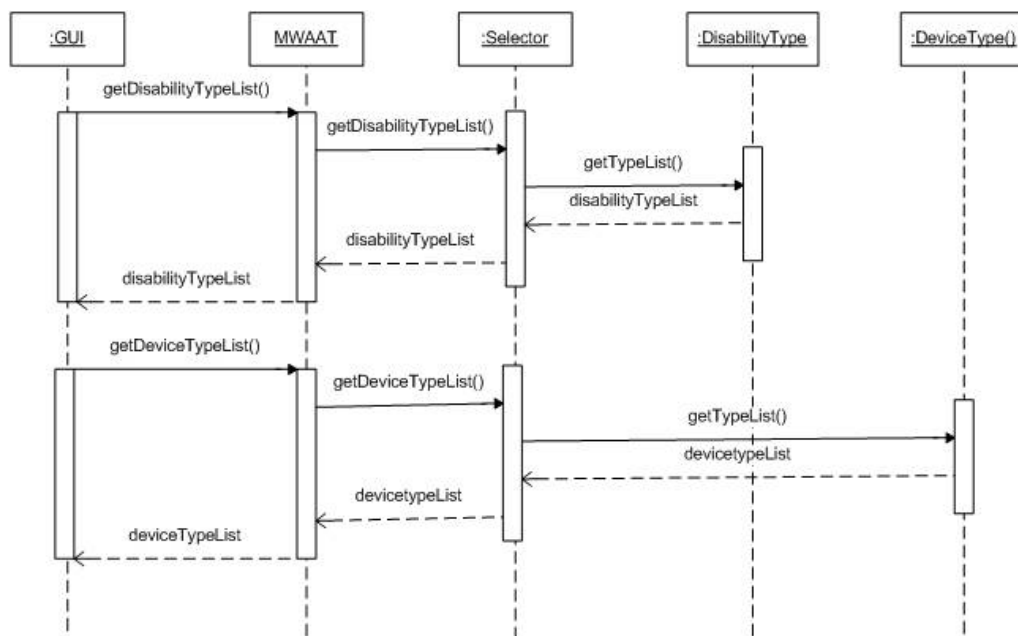 :GUI
MWAAT
:Selector
:DisabilityType
:DeviceType()
getDisabilityTypeList()
getDisabilityTypeList()
getTypeList()
disabilityTypeList
disabilityTypeList
disabilityTypeList
getDeviceTypeList()
getDeviceTypeList()
getTypeList()
devicetypeList
devicetypeList
deviceTypeList